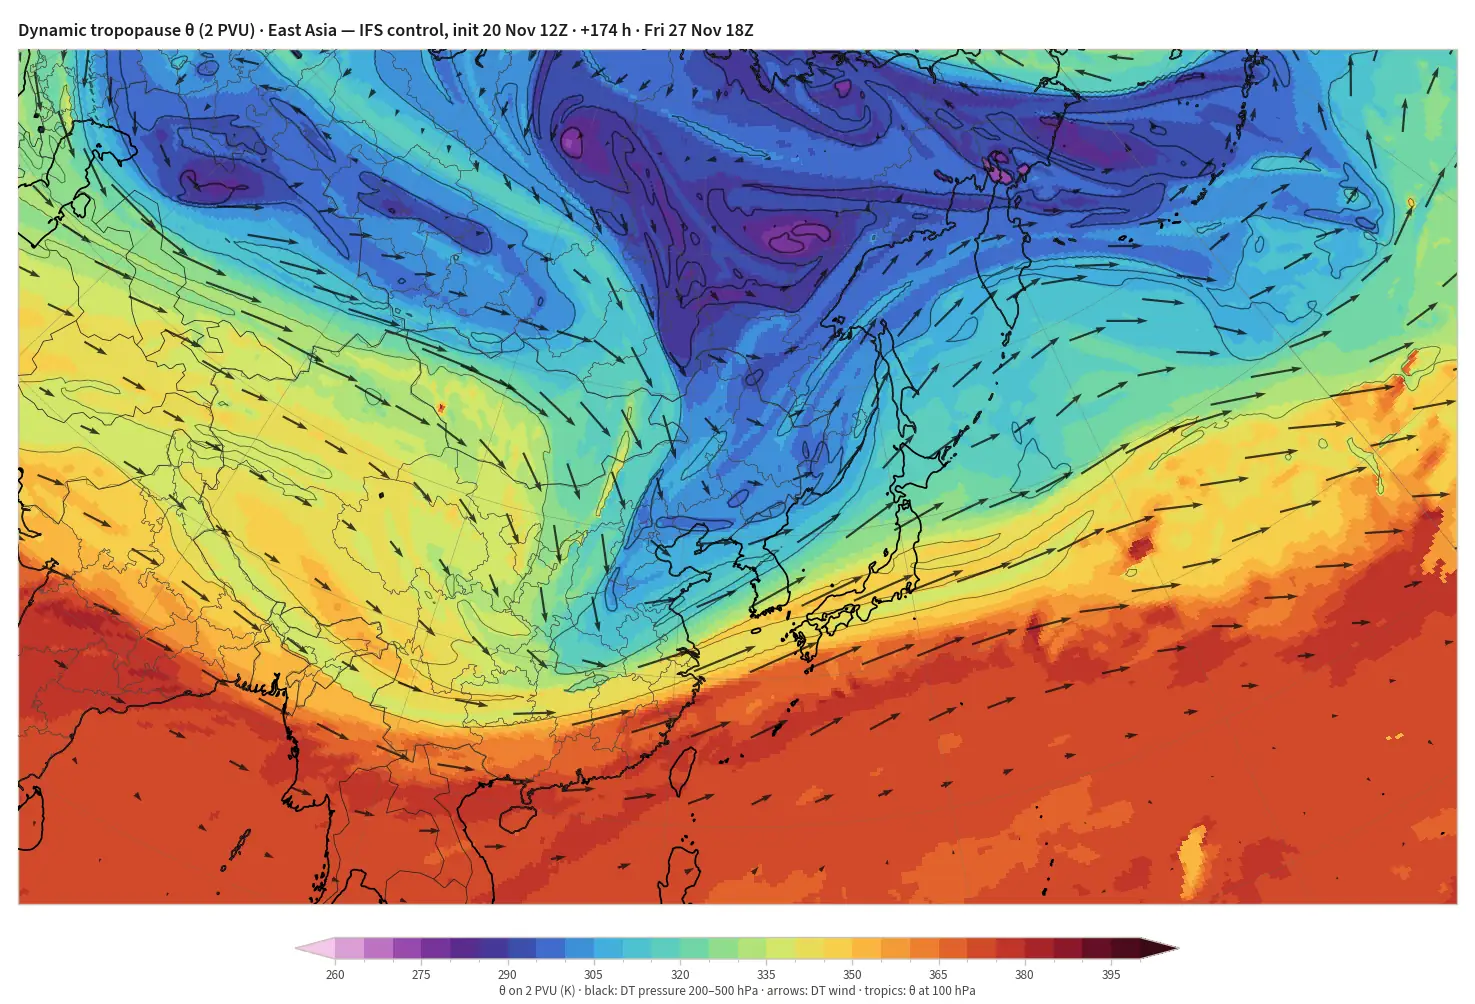 Dynamic tropopause θ (2 PVU) · East Asia — IFS control, init 20 Nov 12Z · +174 h · Fri 27 Nov 18Z
260 275 290 305 320 335 350 365 380 395
θ on 2 PVU (K) · black: DT pressure 200–500 hPa · arrows: DT wind · tropics: θ at 100 hPa